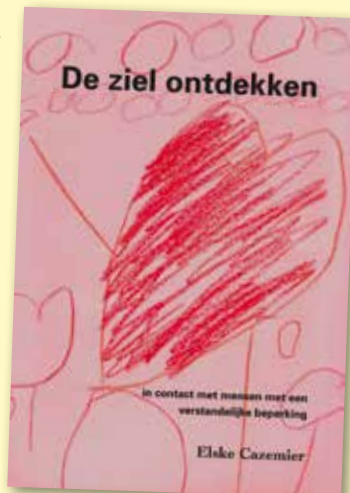 De ziel ontdekken
in contact met mensen met een
verstandelijke beperking
Elske Cazemier